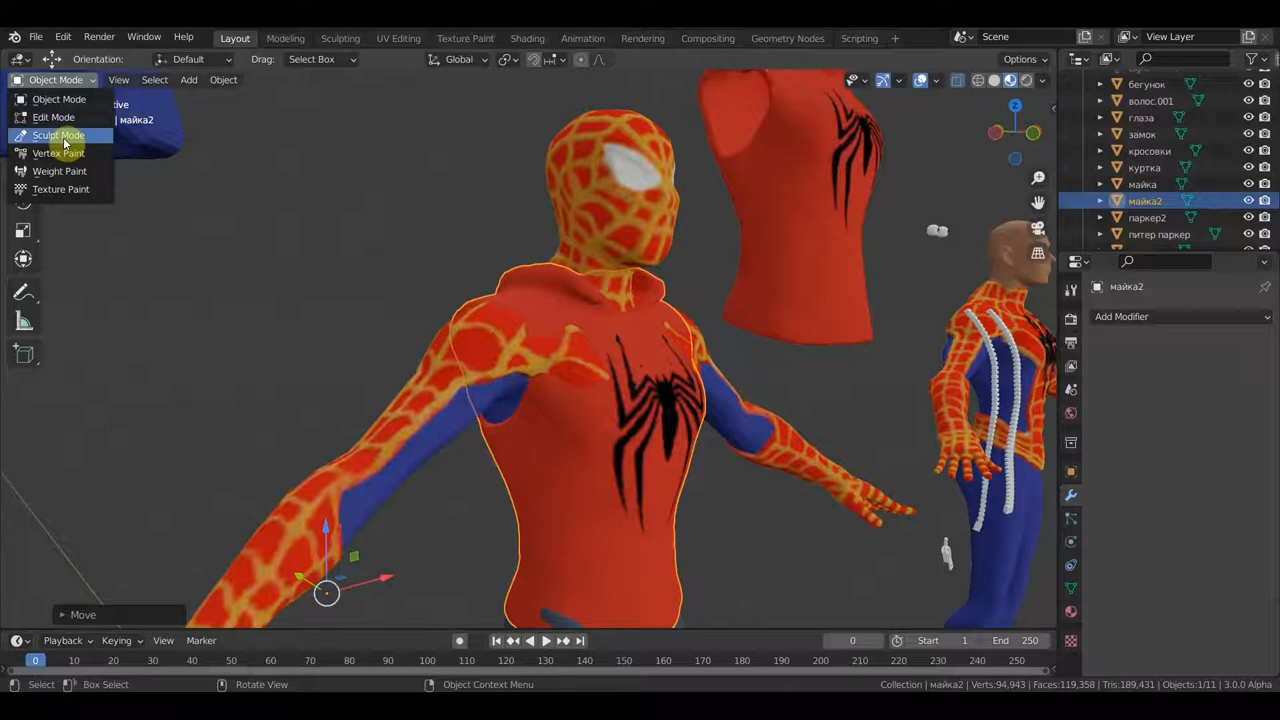 File Edit Render Window Help Layout Modeling Sculpting UV Editing Texture Paint Shading Animation Rendering Compositing Geometry Nodes Scripting Scene View Layer
Orientation: Default Drag: Select Box Global Options
Object Mode View Select Add Object
Object Mode
Edit Mode
Sculpt Mode
Vertex Paint
Weight Paint
Texture Paint
| майка2
бегунок
волос.001
глаза
замок
кросовки
куртка
майка
майка2
паркер2
питер паркер
майка2
Add Modifier
Z
Move
Playback Keying View Marker 0 Start 1 End 250
0 10 20 30 40 50 60 70 80 90 100 110 120 130 140 150 160 170 180 190 200 210 220 230 240 250
Select Box Select Rotate View Object Context Menu Collection | майка2 | Verts:94,943 | Faces:119,358 | Tris:189,431 | Objects:1/11 | 3.0.0 Alpha